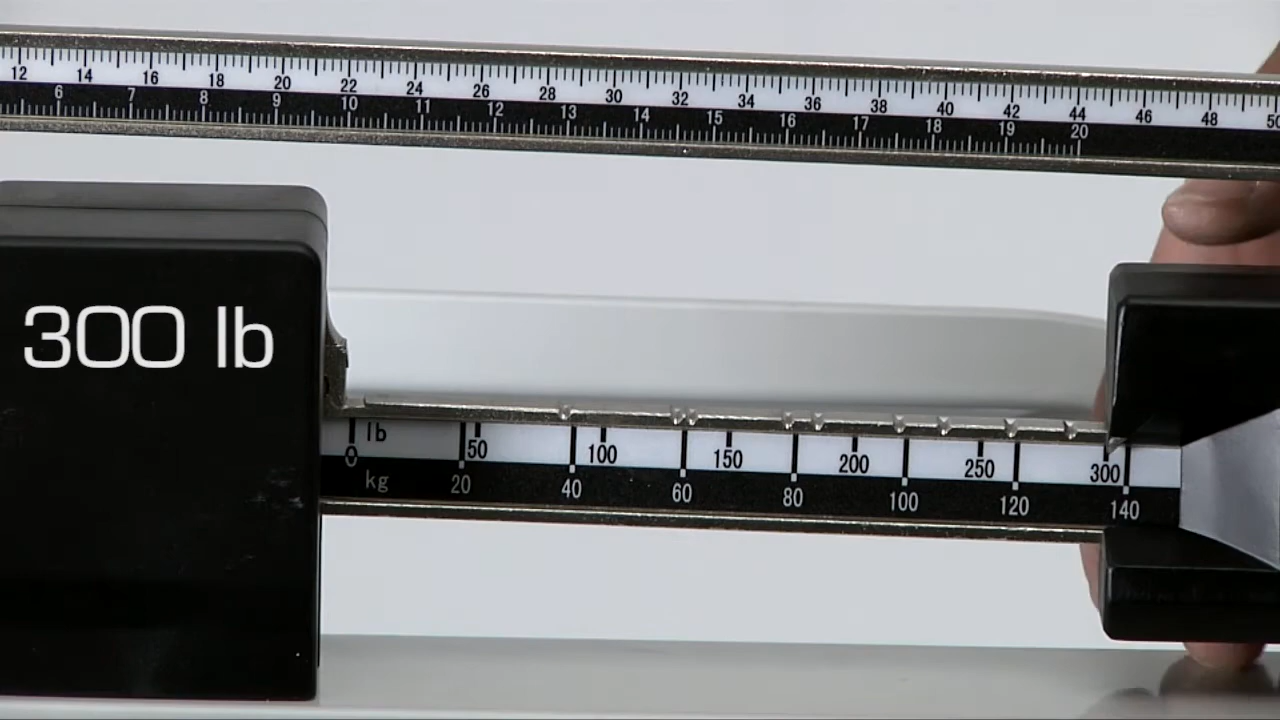 12 14 16 18 20 22 24 26 28 30 32 34 36 38 40 42 44 46 48 50
6 7 8 9 10 11 12 13 14 15 16 17 18 19 20
300 lb
0 lb 50 100 150 200 250 300
kg 20 40 60 80 100 120 140